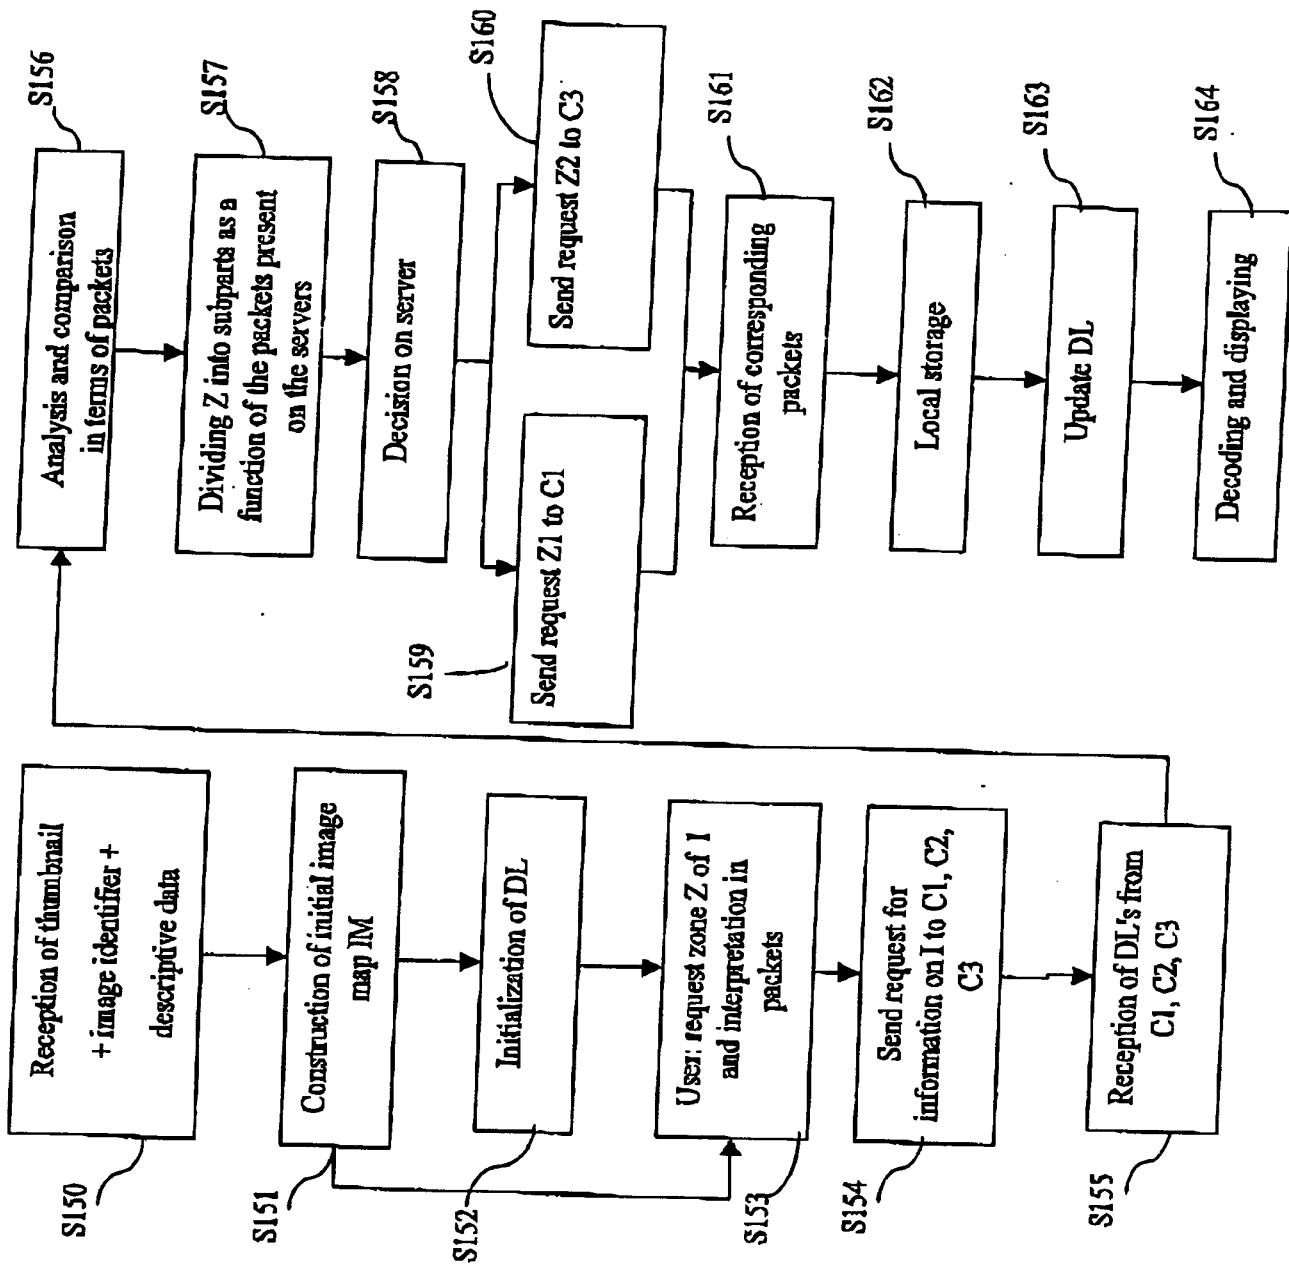 S150
Reception of thumbnail
+ image identifier +
descriptive data
S151
Construction of initial image
map IM
S152
Initialization of DL
S153
User: request zone Z of I
and interpretation in
packets
S154
Send request for
information on I to C1, C2,
C3
S155
Reception of DL's from
C1, C2, C3
S156
Analysis and comparison
in terms of packets
S157
Dividing Z into subparts as a
function of the packets present
on the servers
S158
Decision on server
S159
Send request Z1 to C1
S160
Send request Z2 to C3
S161
Reception of corresponding
packets
S162
Local storage
S163
Update DL
S164
Decoding and displaying